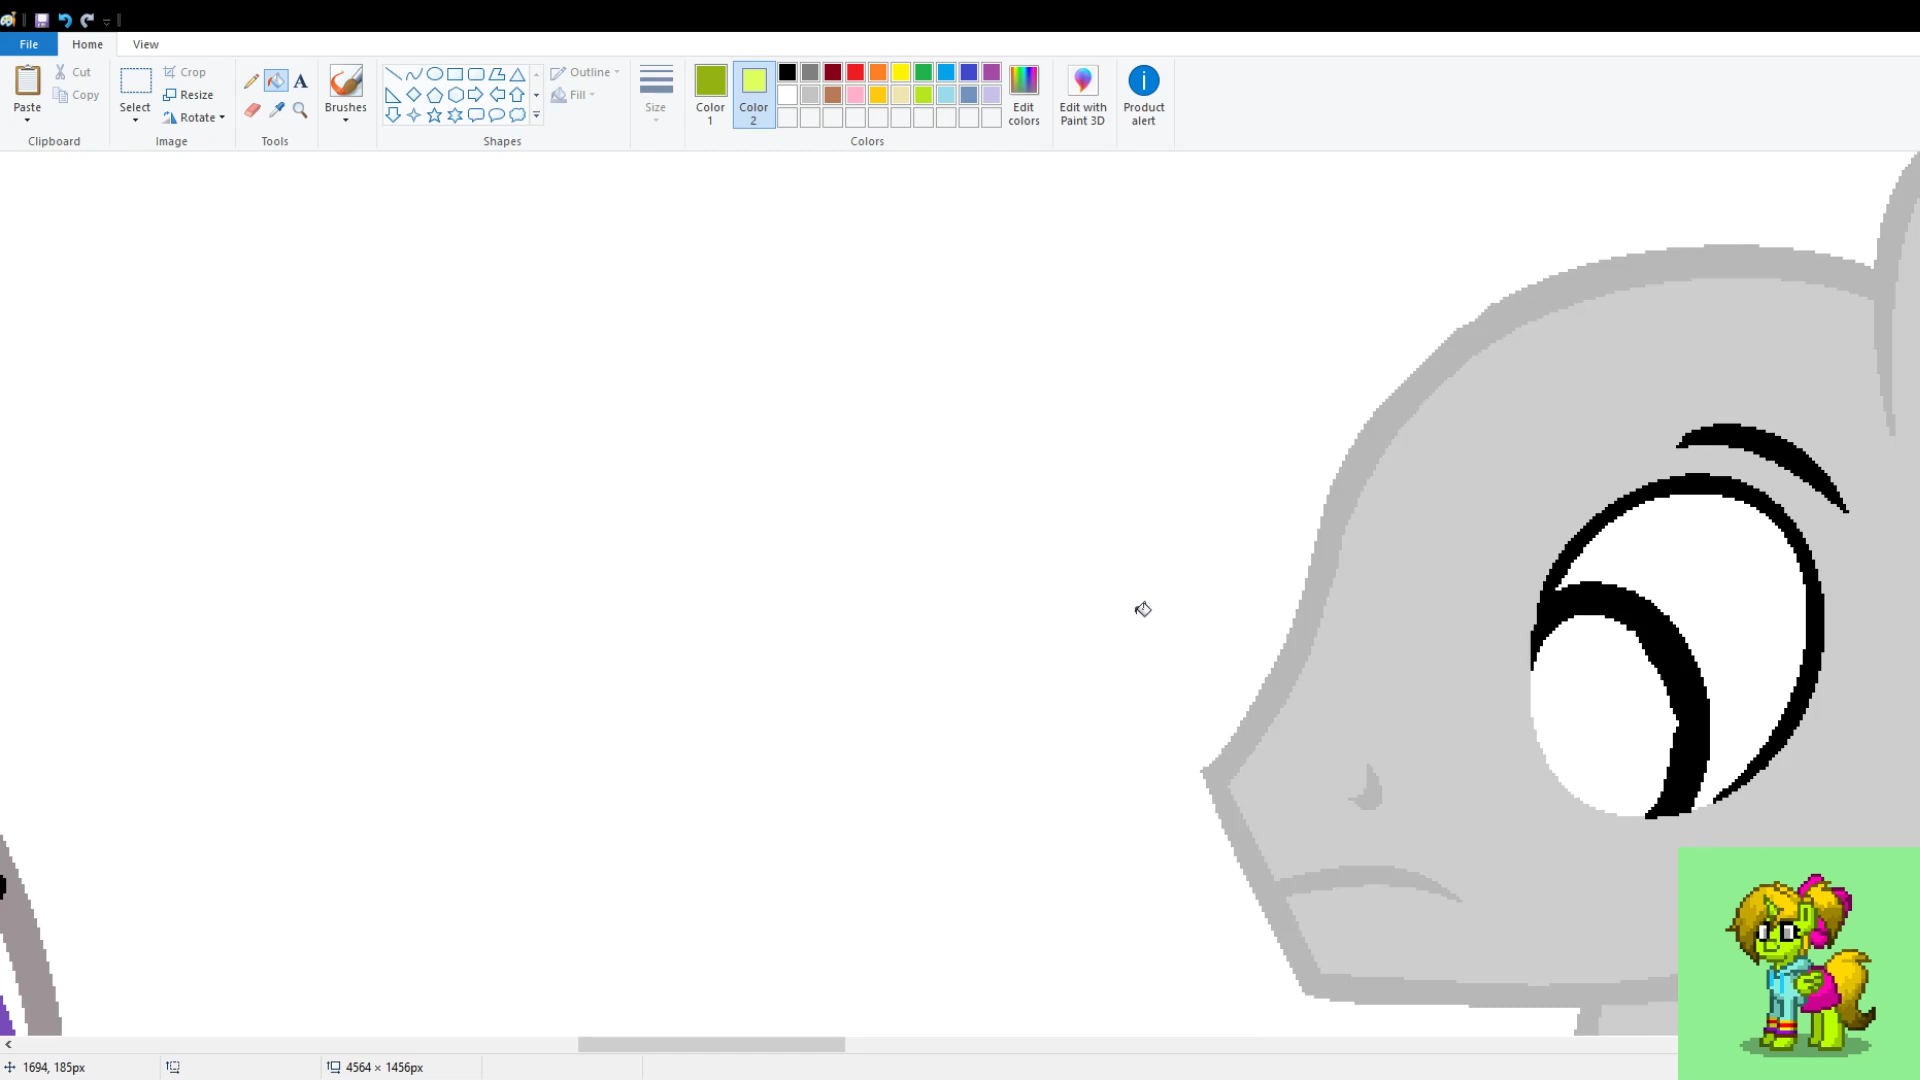 File Home View
Paste
Cut
Copy
Clipboard
Select
Crop
Resize
Rotate
Image
A
Tools
Brushes
Shapes
Outline
Fill
Size
Color
1
Color
2
Edit
colors
Colors
Edit with
Paint 3D
Product
alert
1694, 185px
4564 × 1456px